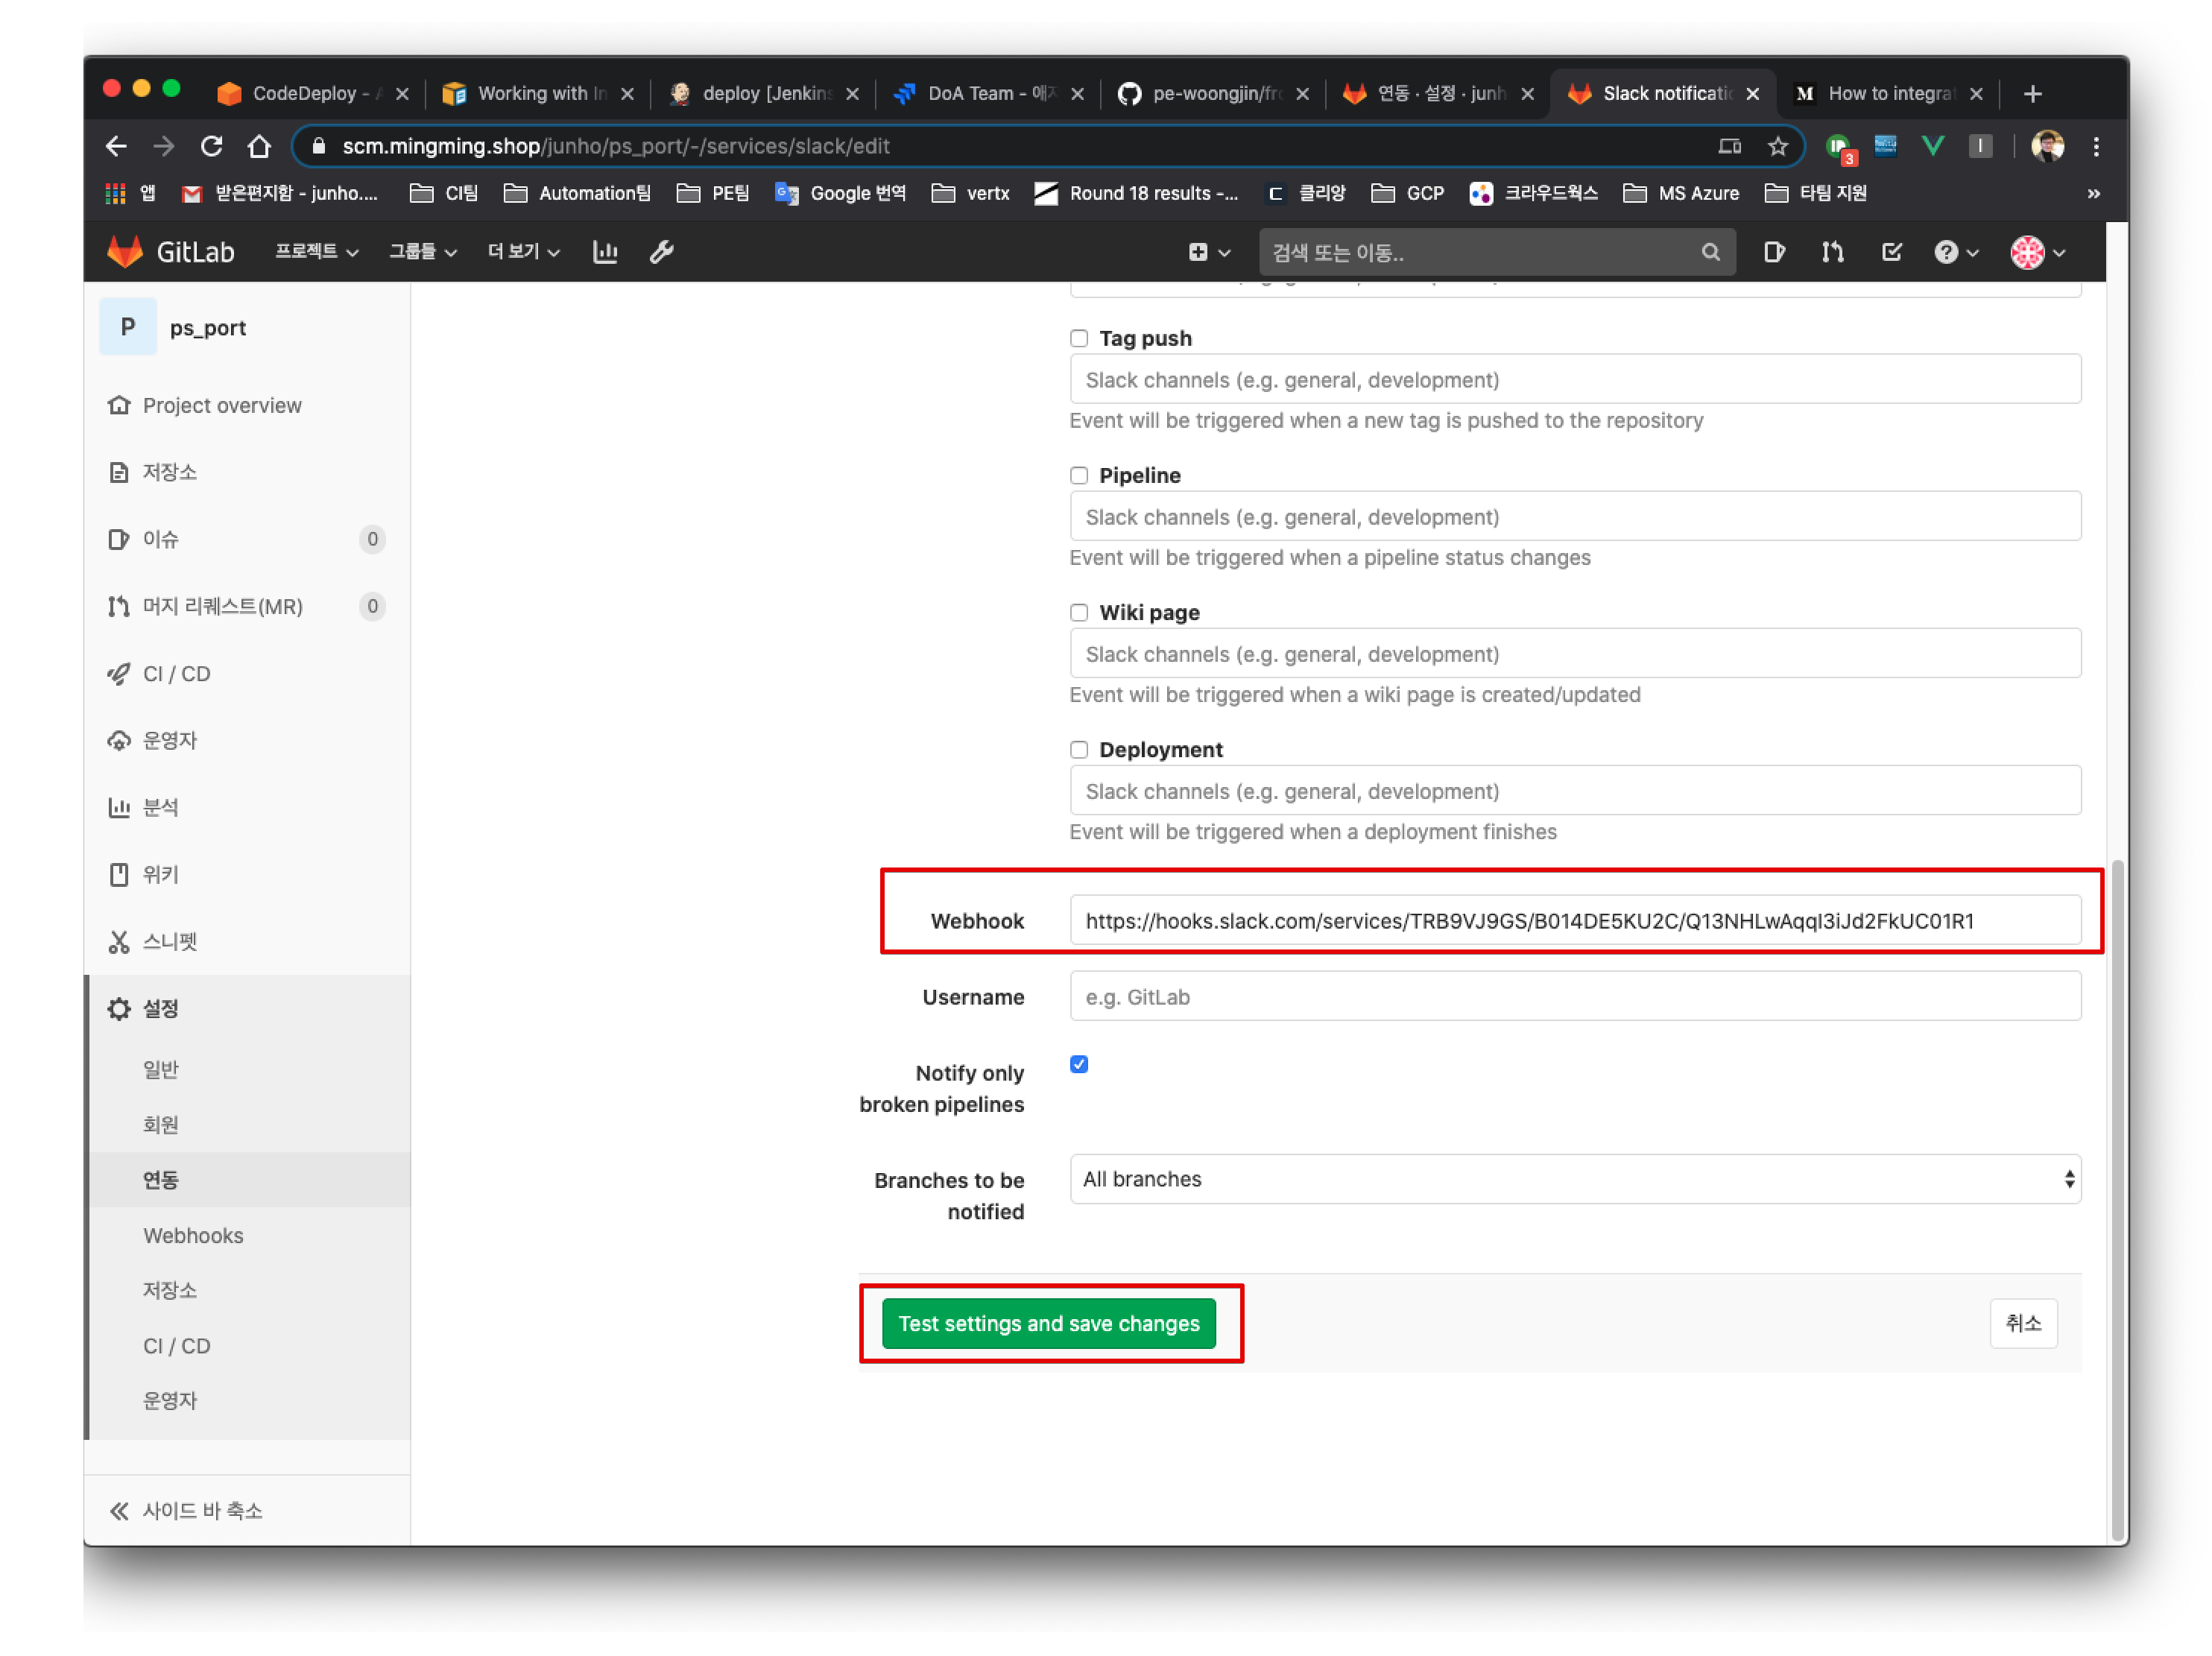 CodeDeploy - A
Working with In
deploy [Jenkins
DoA Team - 애자
pe-woongjin/fro
연동 · 설정 · junh
Slack notificatio
How to integrat
scm.mingming.shop/junho/ps_port/-/services/slack/edit
3
앱
받은편지함 - junho....
CI팀
Automation팀
PE팀
Google 번역
vertx
Round 18 results -...
클리앙
GCP
크라우드웍스
MS Azure
타팀 지원
»
GitLab
프로젝트
그룹들
더 보기
검색 또는 이동..
P
ps_port
Project overview
저장소
이슈
0
머지 리퀘스트(MR)
0
CI / CD
운영자
분석
위키
스니펫
설정
일반
회원
연동
Webhooks
저장소
CI / CD
운영자
사이드 바 축소
Tag push
Slack channels (e.g. general, development)
Event will be triggered when a new tag is pushed to the repository
Pipeline
Slack channels (e.g. general, development)
Event will be triggered when a pipeline status changes
Wiki page
Slack channels (e.g. general, development)
Event will be triggered when a wiki page is created/updated
Deployment
Slack channels (e.g. general, development)
Event will be triggered when a deployment finishes
Webhook
https://hooks.slack.com/services/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
Username
e.g. GitLab
Notify only
broken pipelines
Branches to be
notified
All branches
Test settings and save changes
취소